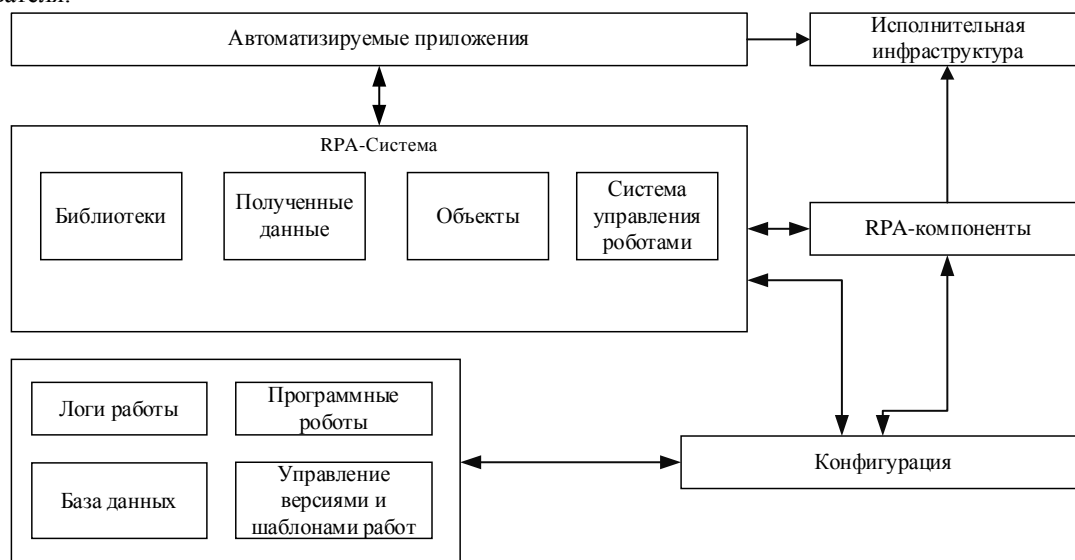 Автоматизируемые приложения
Исполнительная
инфраструктура
RPA-Система
Библиотеки
Полученные
данные
Объекты
Система
управления
роботами
RPA-компоненты
Логи работы
Программные
роботы
База данных
Управление
версиями и
шаблонами работ
Конфигурация